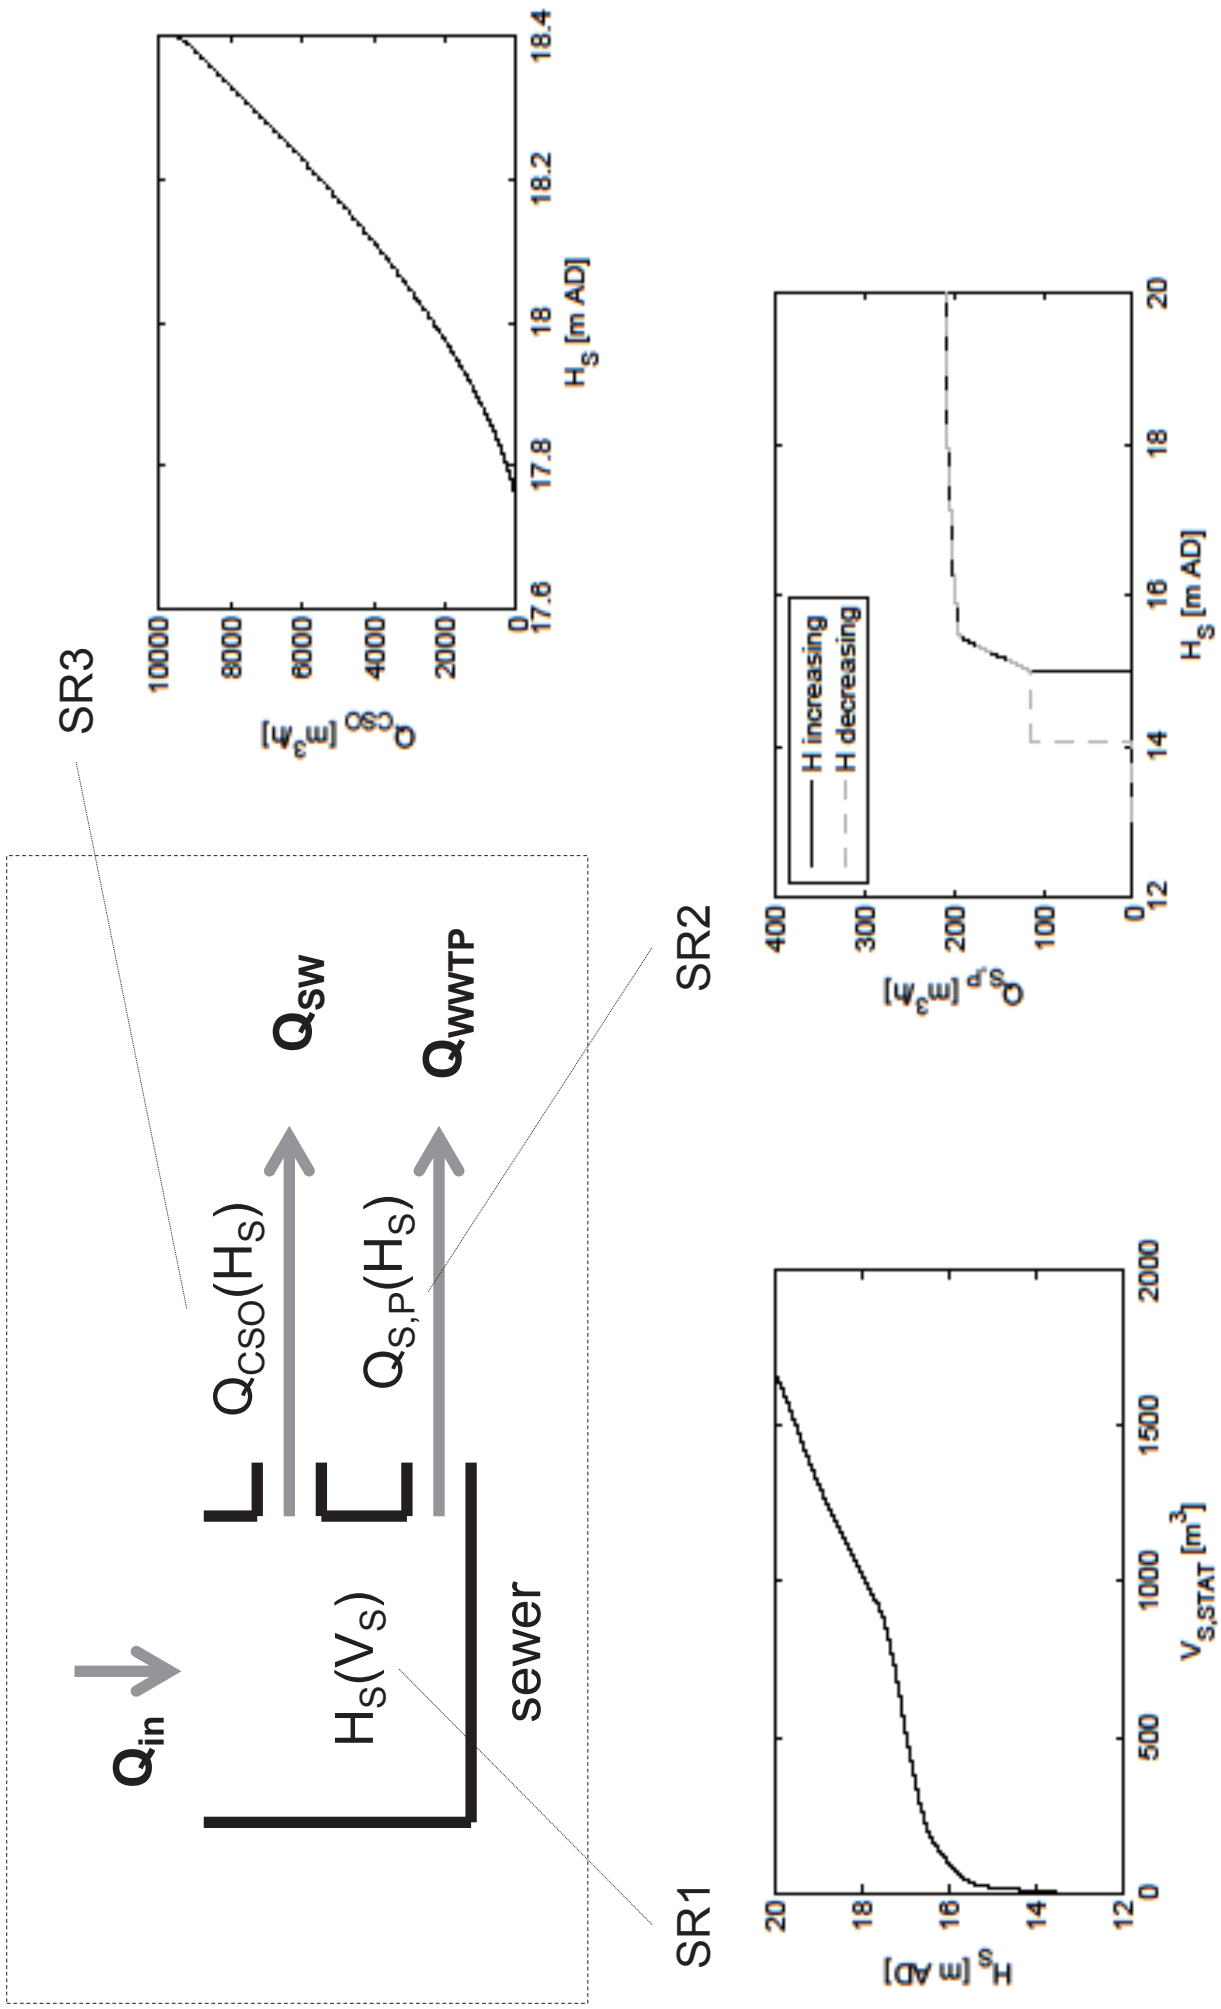 Q_in
H_S(V_S)
sewer
Q_CSO(H_S)
Q_SW
Q_S,P(H_S)
Q_WWTP
SR3
10000
8000
6000
4000
2000
0
Q_CSO [m³/h]
17.6
17.8
18
18.2
18.4
H_S [m AD]
SR1
20
18
16
14
12
H_S [m AD]
0
500
1000
1500
2000
V_S,STAT [m³]
SR2
400
300
200
100
0
Q_S,P [m³/h]
H increasing
H decreasing
12
14
16
18
20
H_S [m AD]